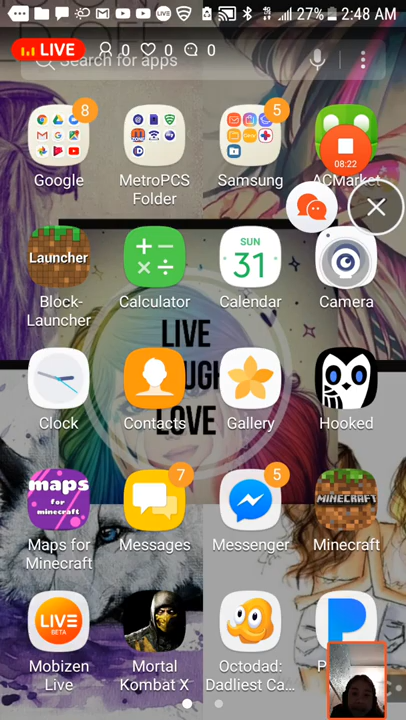 27% 2:48 AM
LIVE 0 0 0
Search for apps
8 5
08:22
Google MetroPCS Folder Samsung ACMarket
Launcher
SUN
31
Block-Launcher Calculator Calendar Camera
LIVE
LOVE
Clock Contacts Gallery Hooked
7 5
maps
for
minecraft
MINECRAFT
Maps for Minecraft Messages Messenger Minecraft
LIVE
BETA
Mobizen Live Mortal Kombat X Octodad: Dadliest Ca...